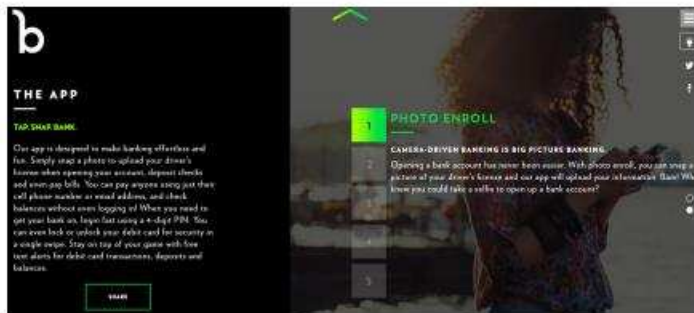 b
THE APP
TAP. SNAP. BANK.
Our app is designed to make banking effortless and
fun. Simply snap a photo to upload your driver's
license when opening your account, deposit checks
and even pay bills. You can pay anyone using just their
cell phone number or email address, and check
balances without even logging in! When you need to
get your bank on, login fast using a 4-digit PIN. You
can even lock or unlock your debit card for security in
a single swipe. Stay on top of your game with free
text alerts for debit card transactions, deposits and
balances.
SHARE
1
2
3
4
5
PHOTO ENROLL
CAMERA-DRIVEN BANKING IS BIG PICTURE BANKING.
Opening a bank account has never been easier. With photo enroll, you can snap a
picture of your driver's license and our app will upload your information. Bam! Who
knew you could take a selfie to open up a bank account?